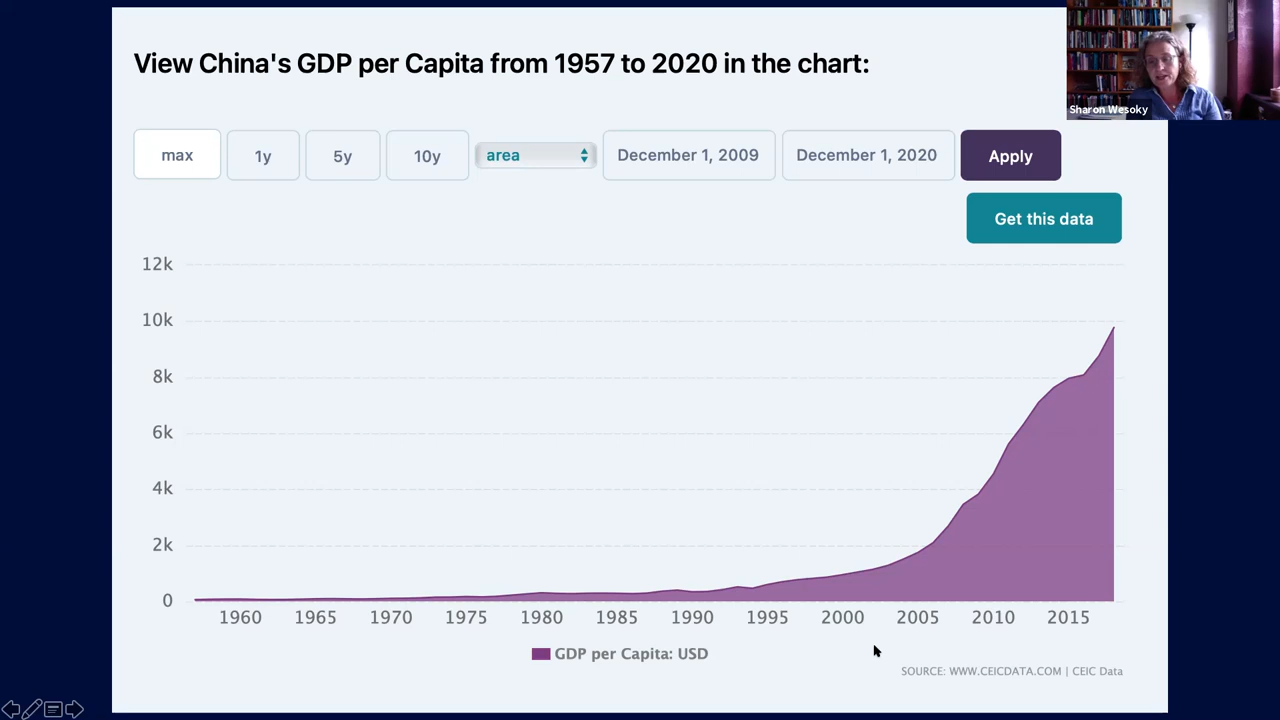 View China's GDP per Capita from 1957 to 2020 in the chart:
Sharon Wesoky
max 1y 5y 10y area December 1, 2009 December 1, 2020 Apply
Get this data
12k
10k
8k
6k
4k
2k
0
1960 1965 1970 1975 1980 1985 1990 1995 2000 2005 2010 2015
GDP per Capita: USD
SOURCE: WWW.CEICDATA.COM | CEIC Data